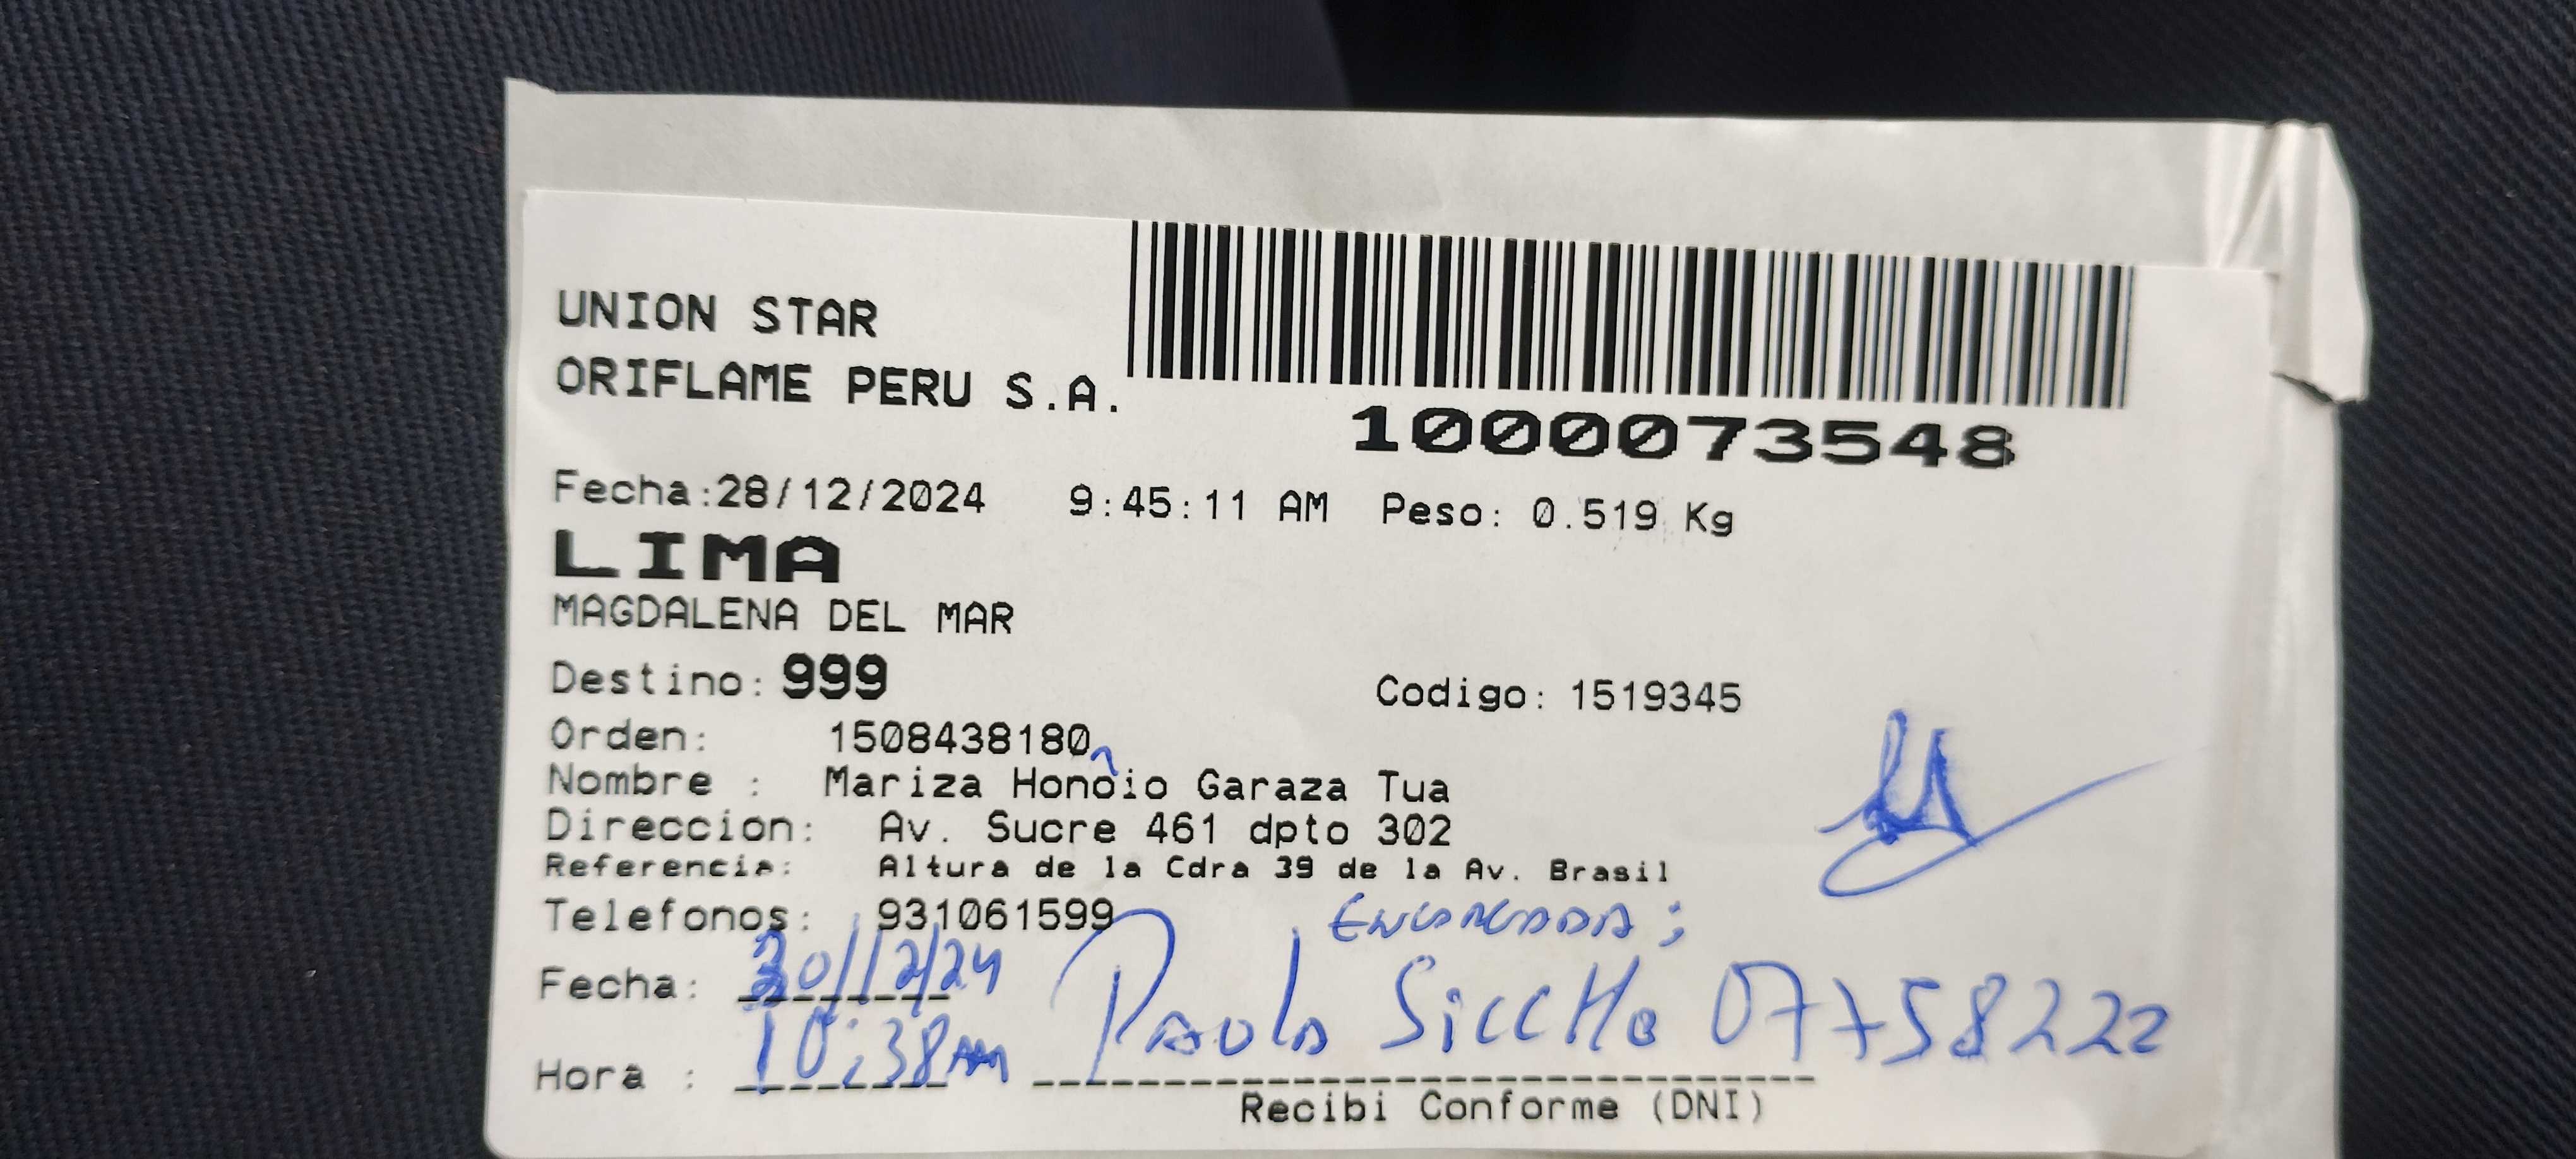 UNION STAR
ORIFLAME PERU S.A.
1000073548
Fecha:28/12/2024 9:45:11 AM Peso: 0.519 Kg
LIMA
MAGDALENA DEL MAR
Destino: 999 Codigo: 1519345
Orden: 1508438180
Nombre : Mariza Honoio Garaza Tua
Direccion: Av. Sucre 461 dpto 302
Referencia: Altura de la Cdra 39 de la Av. Brasil
Telefonos: 931061599
Fecha: 30/12/24
Hora : 10:38am Paola Siccha 07758222
Recibi Conforme (DNI)